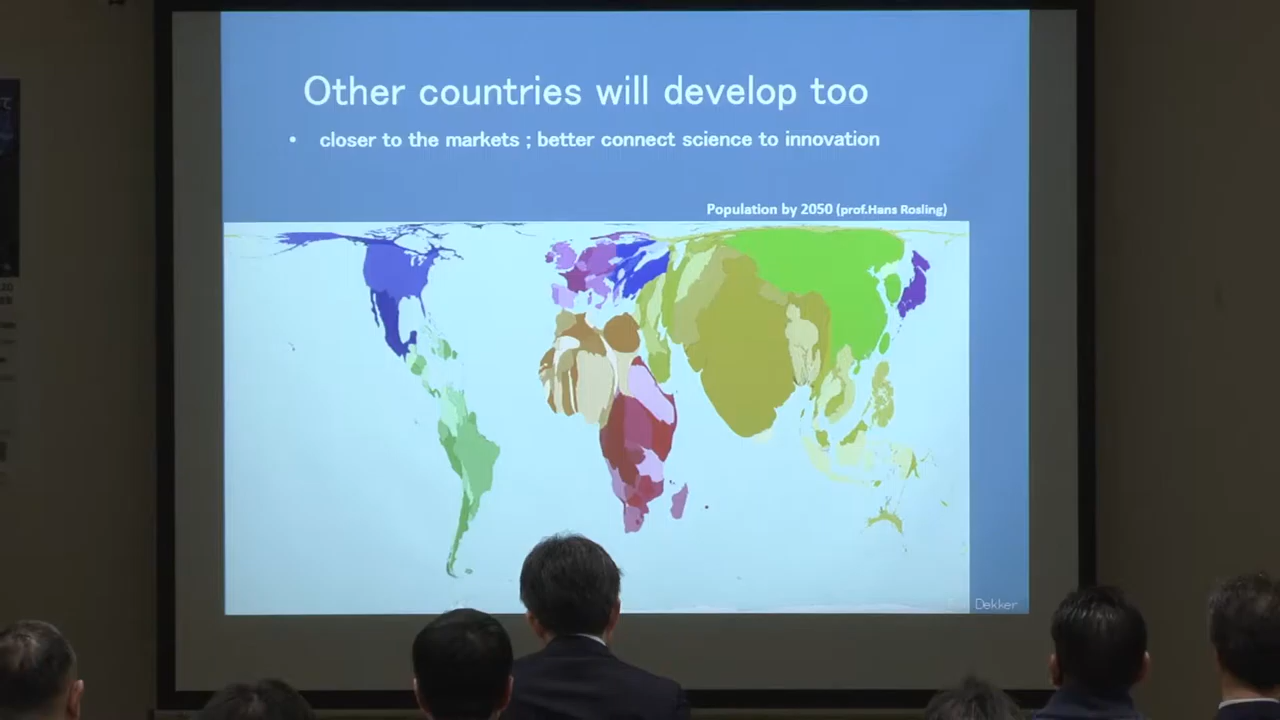 Other countries will develop too
• closer to the markets ; better connect science to innovation
Population by 2050 (prof.Hans Rosling)
Dekker